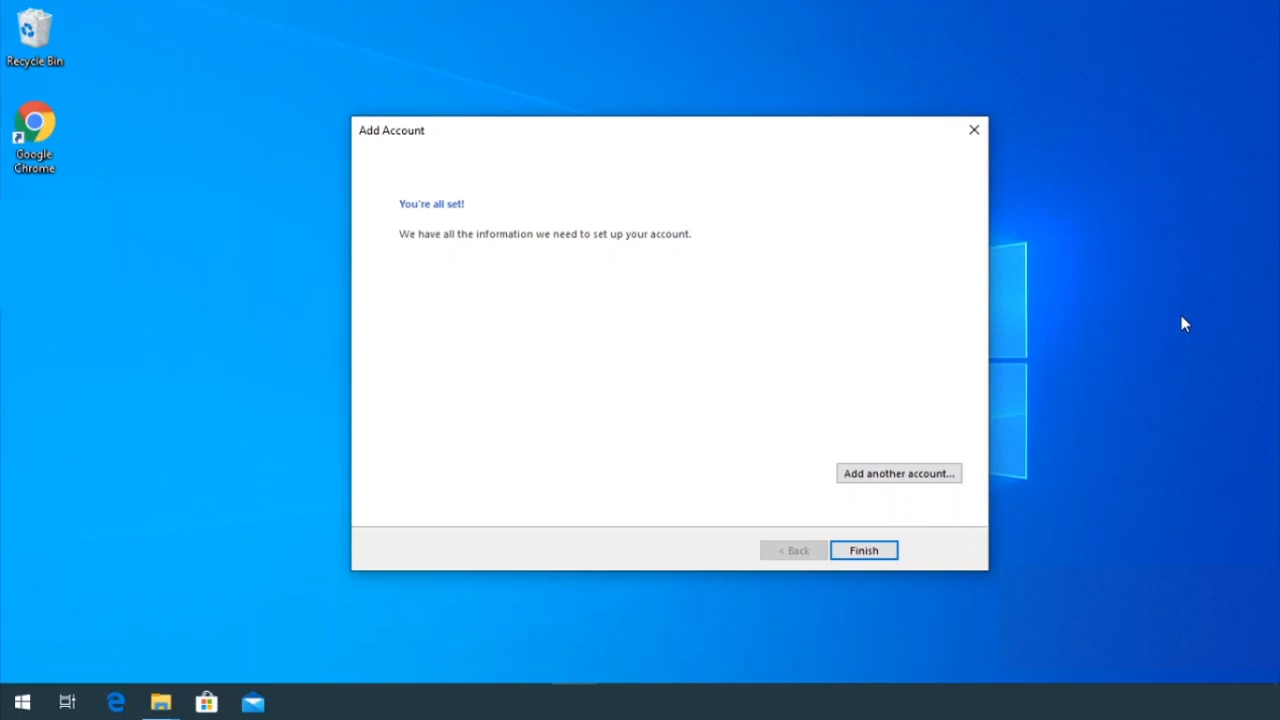 Recycle Bin
Google
Chrome
Add Account
You're all set!
We have all the information we need to set up your account.
Add another account...
< Back
Finish